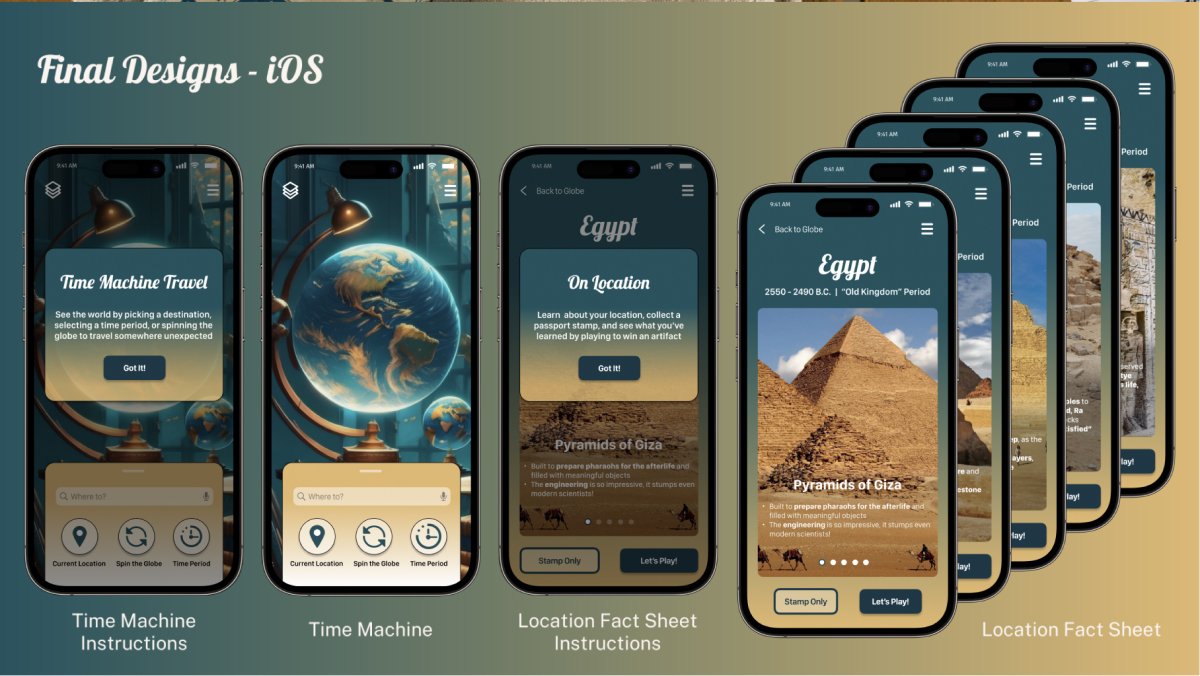 Final Designs - iOS
9:41 AM
Time Machine Travel
See the world by picking a destination,
selecting a time period, or spinning the
globe to travel somewhere unexpected
Got It!
Where to?
Current Location
Spin the Globe
Time Period
Time Machine
Instructions
9:41 AM
Where to?
Current Location
Spin the Globe
Time Period
Time Machine
9:41 AM
Back to Globe
Egypt
On Location
Learn about your location, collect a
passport stamp, and see what you've
learned by playing to win an artifact
Got It!
Pyramids of Giza
• Built to prepare pharaohs for the afterlife and
filled with meaningful objects
• The engineering is so impressive, it stumps even
modern scientists!
Stamp Only
Let's Play!
Location Fact Sheet
Instructions
9:41 AM
Back to Globe
Egypt
2550 - 2490 B.C. | "Old Kingdom" Period
Pyramids of Giza
• Built to prepare pharaohs for the afterlife and
filled with meaningful objects
• The engineering is so impressive, it stumps even
modern scientists!
Stamp Only
Let's Play!
9:41 AM
Period
re and
estone
lay!
9:41 AM
Period
ep, as the
ayers,
e
lay!
9:41 AM
Period
ples to
d, Ra
cks
tisfied"
lay!
9:41 AM
Period
served
life,
lay!
Location Fact Sheet